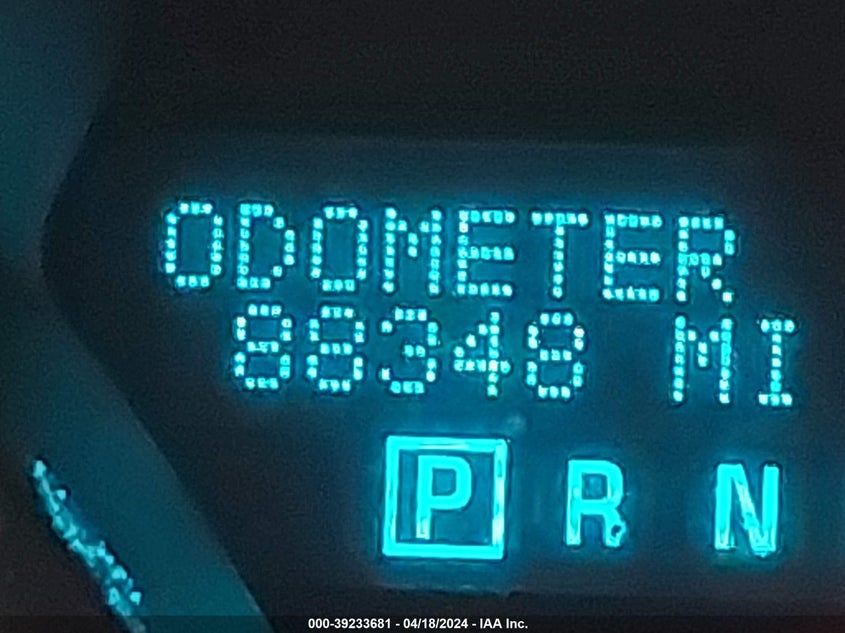 ODOMETER
88348 MI
P R N
000-39233681 - 04/18/2024 - IAA Inc.